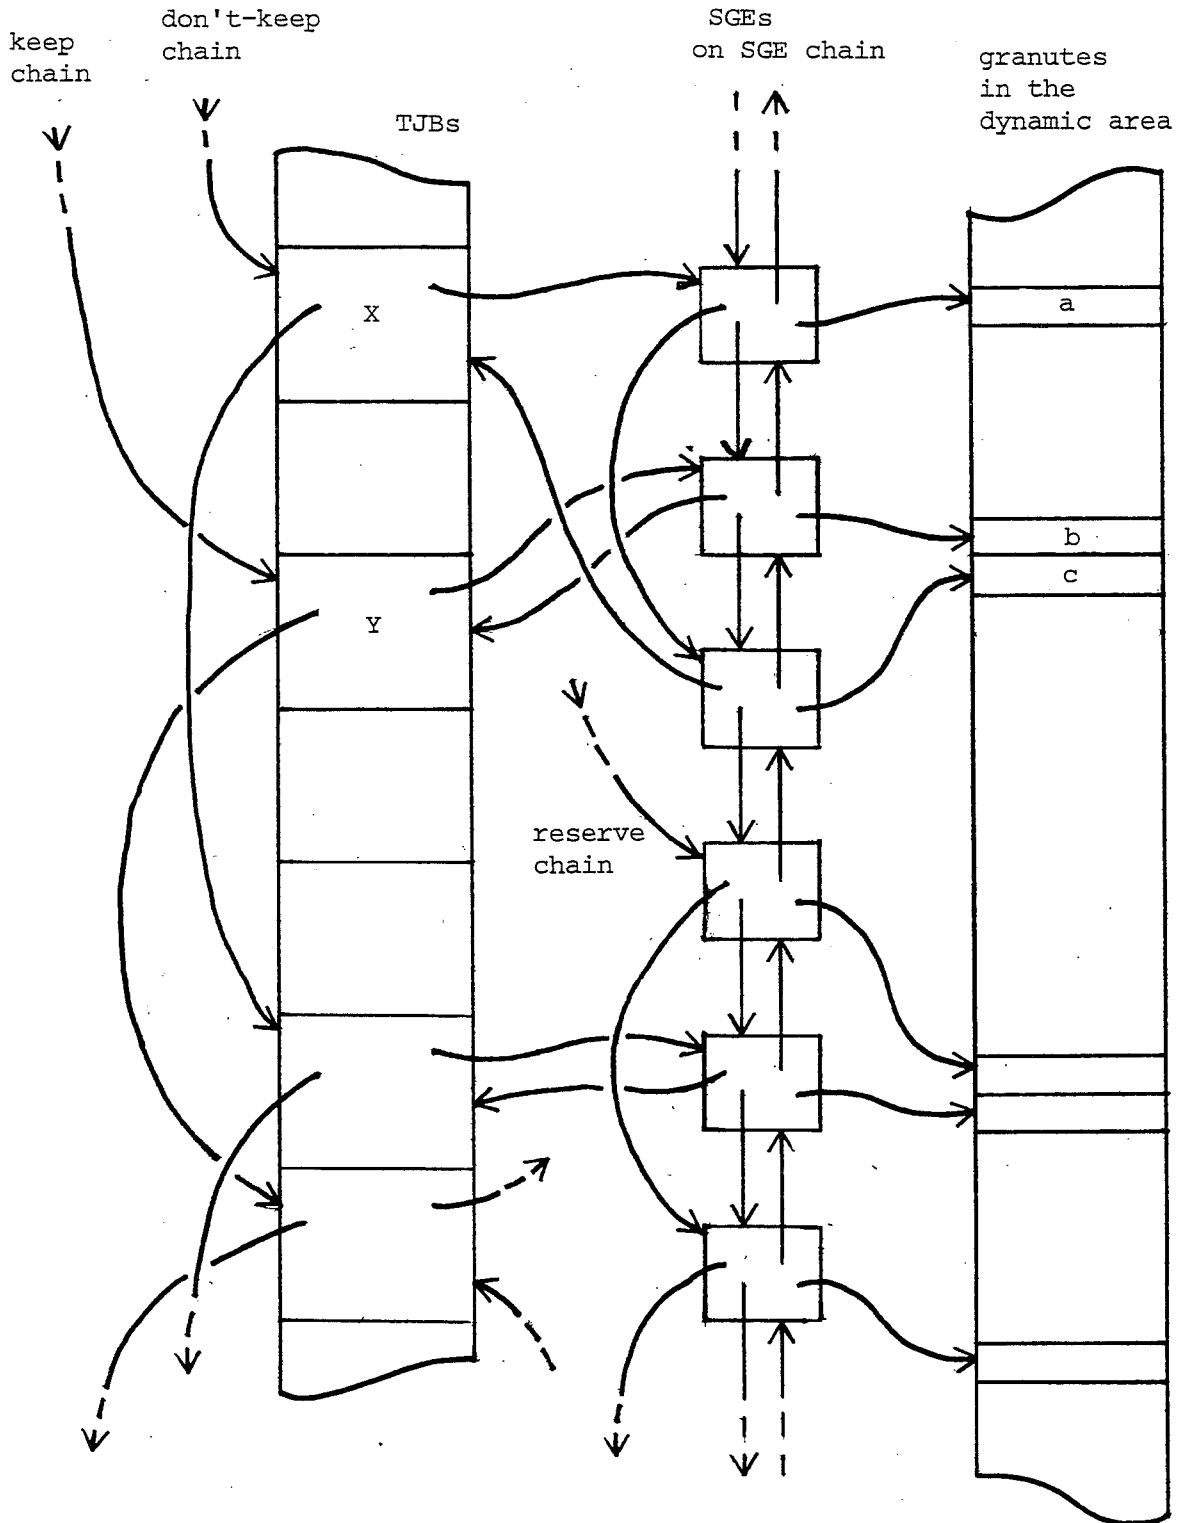 don't-keep
chain
keep
chain
SGEs
on SGE chain
granutes
in the
dynamic area
TJBs
X
a
b
c
Y
reserve
chain